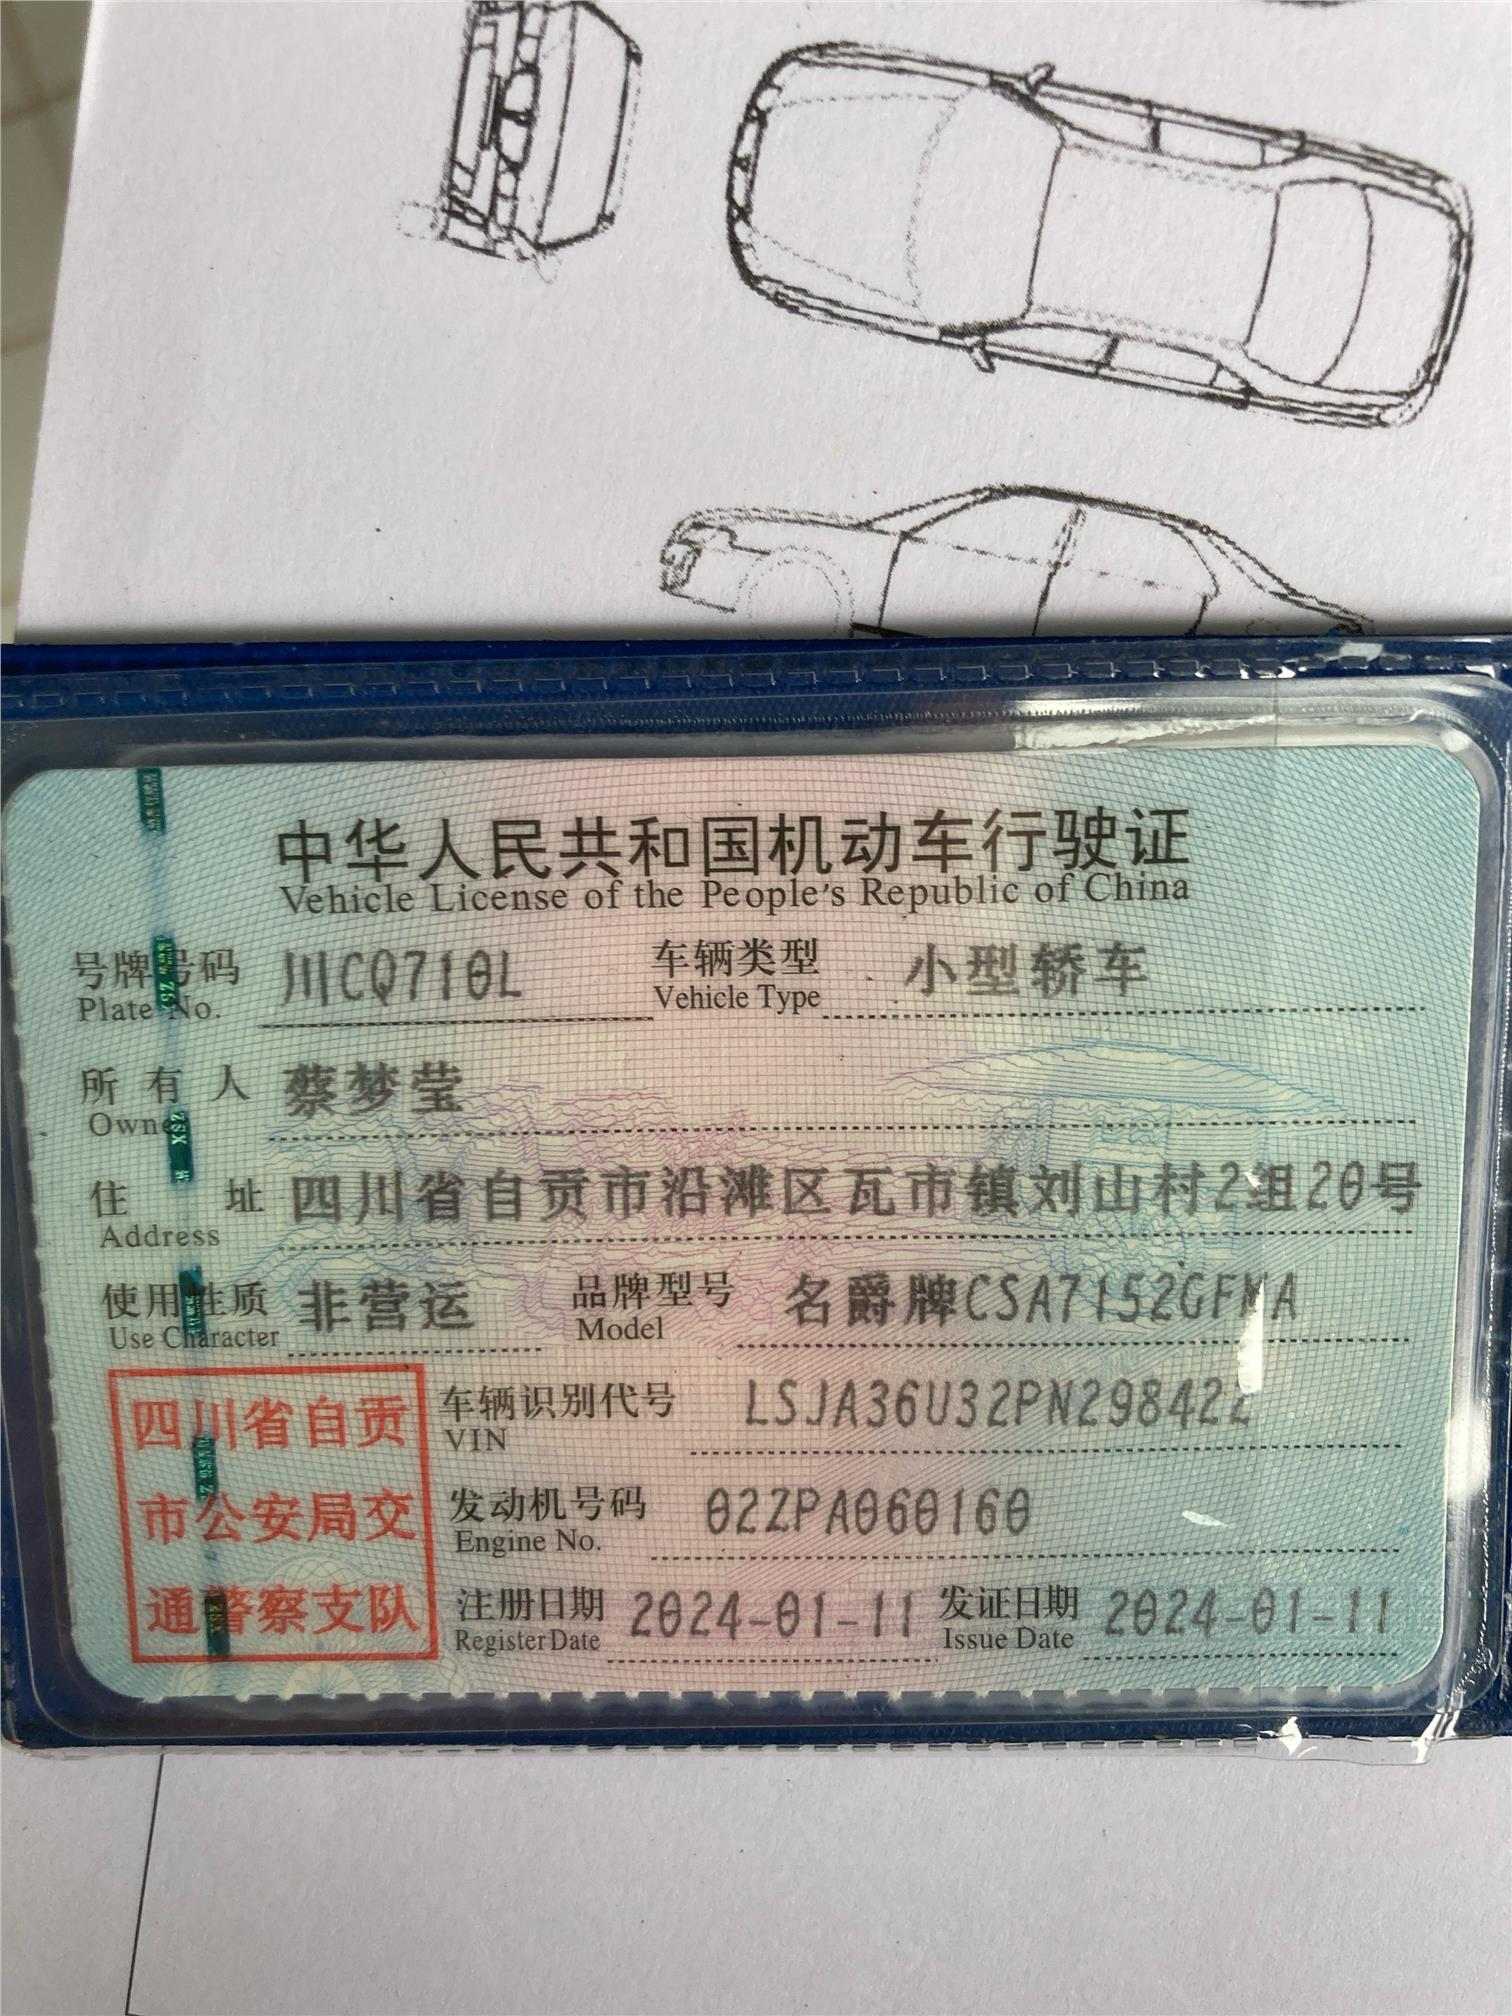 中华人民共和国机动车行驶证
Vehicle License of the People's Republic of China
号牌号码 川CQ710L 车辆类型 小型轿车
Plate No. Vehicle Type
所有人 蔡梦莹
Owner
住址 四川省自贡市沿滩区瓦市镇刘山村2组20号
Address
使用性质 非营运 品牌型号 名爵牌CSA7152GFMA
Use Character Model
四川省自贡
市公安局交
通警察支队
车辆识别代号 LSJA36U32PN298422
VIN
发动机号码 02ZPA060160
Engine No.
注册日期 2024-01-11 发证日期 2024-01-11
Register Date Issue Date